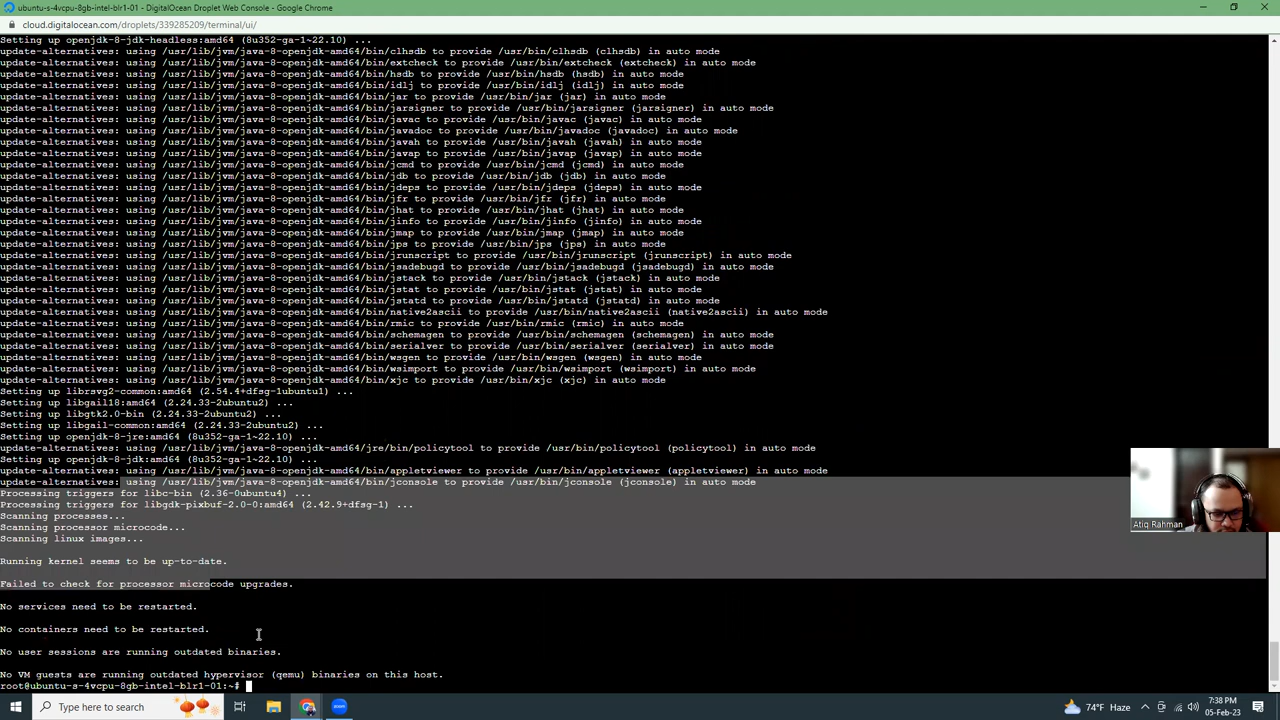 ubuntu-s-4vcpu-8gb-intel-blr1-01 | DigitalOcean Droplet Web Console - Google Chrome
cloud.digitalocean.com/droplets/339285209/terminal/ui/
Setting up openjdk-8-jdk-headless:amd64 (8u352-ga-1~22.10) ...
update-alternatives: using /usr/lib/jvm/java-8-openjdk-amd64/bin/clhsdb to provide /usr/bin/clhsdb (clhsdb) in auto mode
update-alternatives: using /usr/lib/jvm/java-8-openjdk-amd64/bin/extcheck to provide /usr/bin/extcheck (extcheck) in auto mode
update-alternatives: using /usr/lib/jvm/java-8-openjdk-amd64/bin/hsdb to provide /usr/bin/hsdb (hsdb) in auto mode
update-alternatives: using /usr/lib/jvm/java-8-openjdk-amd64/bin/idlj to provide /usr/bin/idlj (idlj) in auto mode
update-alternatives: using /usr/lib/jvm/java-8-openjdk-amd64/bin/jar to provide /usr/bin/jar (jar) in auto mode
update-alternatives: using /usr/lib/jvm/java-8-openjdk-amd64/bin/jarsigner to provide /usr/bin/jarsigner (jarsigner) in auto mode
update-alternatives: using /usr/lib/jvm/java-8-openjdk-amd64/bin/javac to provide /usr/bin/javac (javac) in auto mode
update-alternatives: using /usr/lib/jvm/java-8-openjdk-amd64/bin/javadoc to provide /usr/bin/javadoc (javadoc) in auto mode
update-alternatives: using /usr/lib/jvm/java-8-openjdk-amd64/bin/javah to provide /usr/bin/javah (javah) in auto mode
update-alternatives: using /usr/lib/jvm/java-8-openjdk-amd64/bin/javap to provide /usr/bin/javap (javap) in auto mode
update-alternatives: using /usr/lib/jvm/java-8-openjdk-amd64/bin/jcmd to provide /usr/bin/jcmd (jcmd) in auto mode
update-alternatives: using /usr/lib/jvm/java-8-openjdk-amd64/bin/jdb to provide /usr/bin/jdb (jdb) in auto mode
update-alternatives: using /usr/lib/jvm/java-8-openjdk-amd64/bin/jdeps to provide /usr/bin/jdeps (jdeps) in auto mode
update-alternatives: using /usr/lib/jvm/java-8-openjdk-amd64/bin/jfr to provide /usr/bin/jfr (jfr) in auto mode
update-alternatives: using /usr/lib/jvm/java-8-openjdk-amd64/bin/jhat to provide /usr/bin/jhat (jhat) in auto mode
update-alternatives: using /usr/lib/jvm/java-8-openjdk-amd64/bin/jinfo to provide /usr/bin/jinfo (jinfo) in auto mode
update-alternatives: using /usr/lib/jvm/java-8-openjdk-amd64/bin/jmap to provide /usr/bin/jmap (jmap) in auto mode
update-alternatives: using /usr/lib/jvm/java-8-openjdk-amd64/bin/jps to provide /usr/bin/jps (jps) in auto mode
update-alternatives: using /usr/lib/jvm/java-8-openjdk-amd64/bin/jrunscript to provide /usr/bin/jrunscript (jrunscript) in auto mode
update-alternatives: using /usr/lib/jvm/java-8-openjdk-amd64/bin/jsadebugd to provide /usr/bin/jsadebugd (jsadebugd) in auto mode
update-alternatives: using /usr/lib/jvm/java-8-openjdk-amd64/bin/jstack to provide /usr/bin/jstack (jstack) in auto mode
update-alternatives: using /usr/lib/jvm/java-8-openjdk-amd64/bin/jstat to provide /usr/bin/jstat (jstat) in auto mode
update-alternatives: using /usr/lib/jvm/java-8-openjdk-amd64/bin/jstatd to provide /usr/bin/jstatd (jstatd) in auto mode
update-alternatives: using /usr/lib/jvm/java-8-openjdk-amd64/bin/native2ascii to provide /usr/bin/native2ascii (native2ascii) in auto mode
update-alternatives: using /usr/lib/jvm/java-8-openjdk-amd64/bin/rmic to provide /usr/bin/rmic (rmic) in auto mode
update-alternatives: using /usr/lib/jvm/java-8-openjdk-amd64/bin/schemagen to provide /usr/bin/schemagen (schemagen) in auto mode
update-alternatives: using /usr/lib/jvm/java-8-openjdk-amd64/bin/serialver to provide /usr/bin/serialver (serialver) in auto mode
update-alternatives: using /usr/lib/jvm/java-8-openjdk-amd64/bin/wsgen to provide /usr/bin/wsgen (wsgen) in auto mode
update-alternatives: using /usr/lib/jvm/java-8-openjdk-amd64/bin/wsimport to provide /usr/bin/wsimport (wsimport) in auto mode
update-alternatives: using /usr/lib/jvm/java-8-openjdk-amd64/bin/xjc to provide /usr/bin/xjc (xjc) in auto mode
Setting up librsvg2-common:amd64 (2.54.4+dfsg-1ubuntu1) ...
Setting up libgail18:amd64 (2.24.33-2ubuntu2) ...
Setting up libgtk2.0-bin (2.24.33-2ubuntu2) ...
Setting up libgail-common:amd64 (2.24.33-2ubuntu2) ...
Setting up openjdk-8-jre:amd64 (8u352-ga-1~22.10) ...
update-alternatives: using /usr/lib/jvm/java-8-openjdk-amd64/jre/bin/policytool to provide /usr/bin/policytool (policytool) in auto mode
Setting up openjdk-8-jdk:amd64 (8u352-ga-1~22.10) ...
update-alternatives: using /usr/lib/jvm/java-8-openjdk-amd64/bin/appletviewer to provide /usr/bin/appletviewer (appletviewer) in auto mode
update-alternatives: using /usr/lib/jvm/java-8-openjdk-amd64/bin/jconsole to provide /usr/bin/jconsole (jconsole) in auto mode
Processing triggers for libc-bin (2.36-0ubuntu4) ...
Processing triggers for libgdk-pixbuf-2.0-0:amd64 (2.42.9+dfsg-1) ...
Scanning processes...
Scanning processor microcode...
Scanning linux images...
Running kernel seems to be up-to-date.
Failed to check for processor microcode upgrades.
No services need to be restarted.
No containers need to be restarted.
No user sessions are running outdated binaries.
No VM guests are running outdated hypervisor (qemu) binaries on this host.
root@ubuntu-s-4vcpu-8gb-intel-blr1-01:~#
Atiq Rahman
Type here to search
zoom
74°F Haze
7:38 PM
05-Feb-23